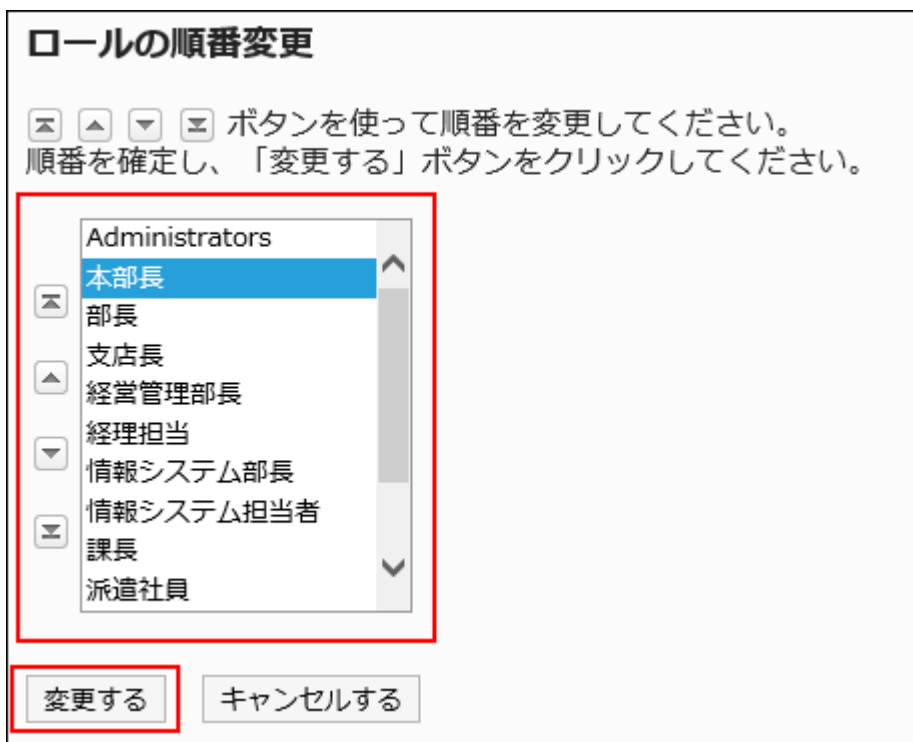 ロールの順番変更
ボタンを使って順番を変更してください。
順番を確定し、「変更する」ボタンをクリックしてください。
Administrators
本部長
部長
支店長
経営管理部長
経理担当
情報システム部長
情報システム担当者
課長
派遣社員
変更する
キャンセルする